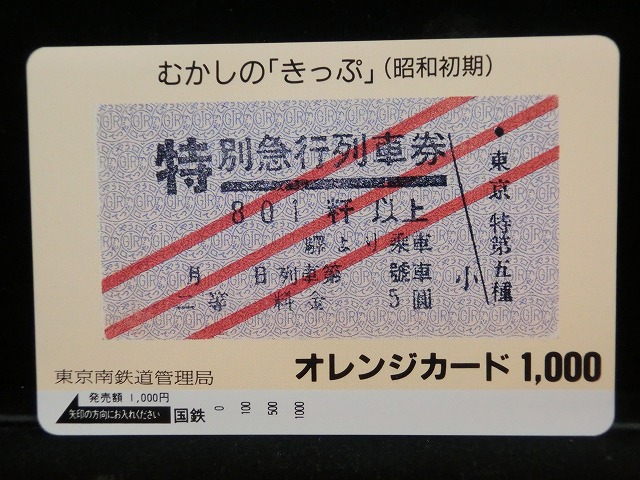 むかしの「きっぷ」(昭和初期)
特別急行列車券
801 粁 以上
驛より乗車
月 日列車第 號車
二等 料金 5圓
小
東京 特第五種
東京南鉄道管理局
オレンジカード 1,000
発売額 1,000円
矢印の方向にお入れください
国鉄
0 100 500 1000